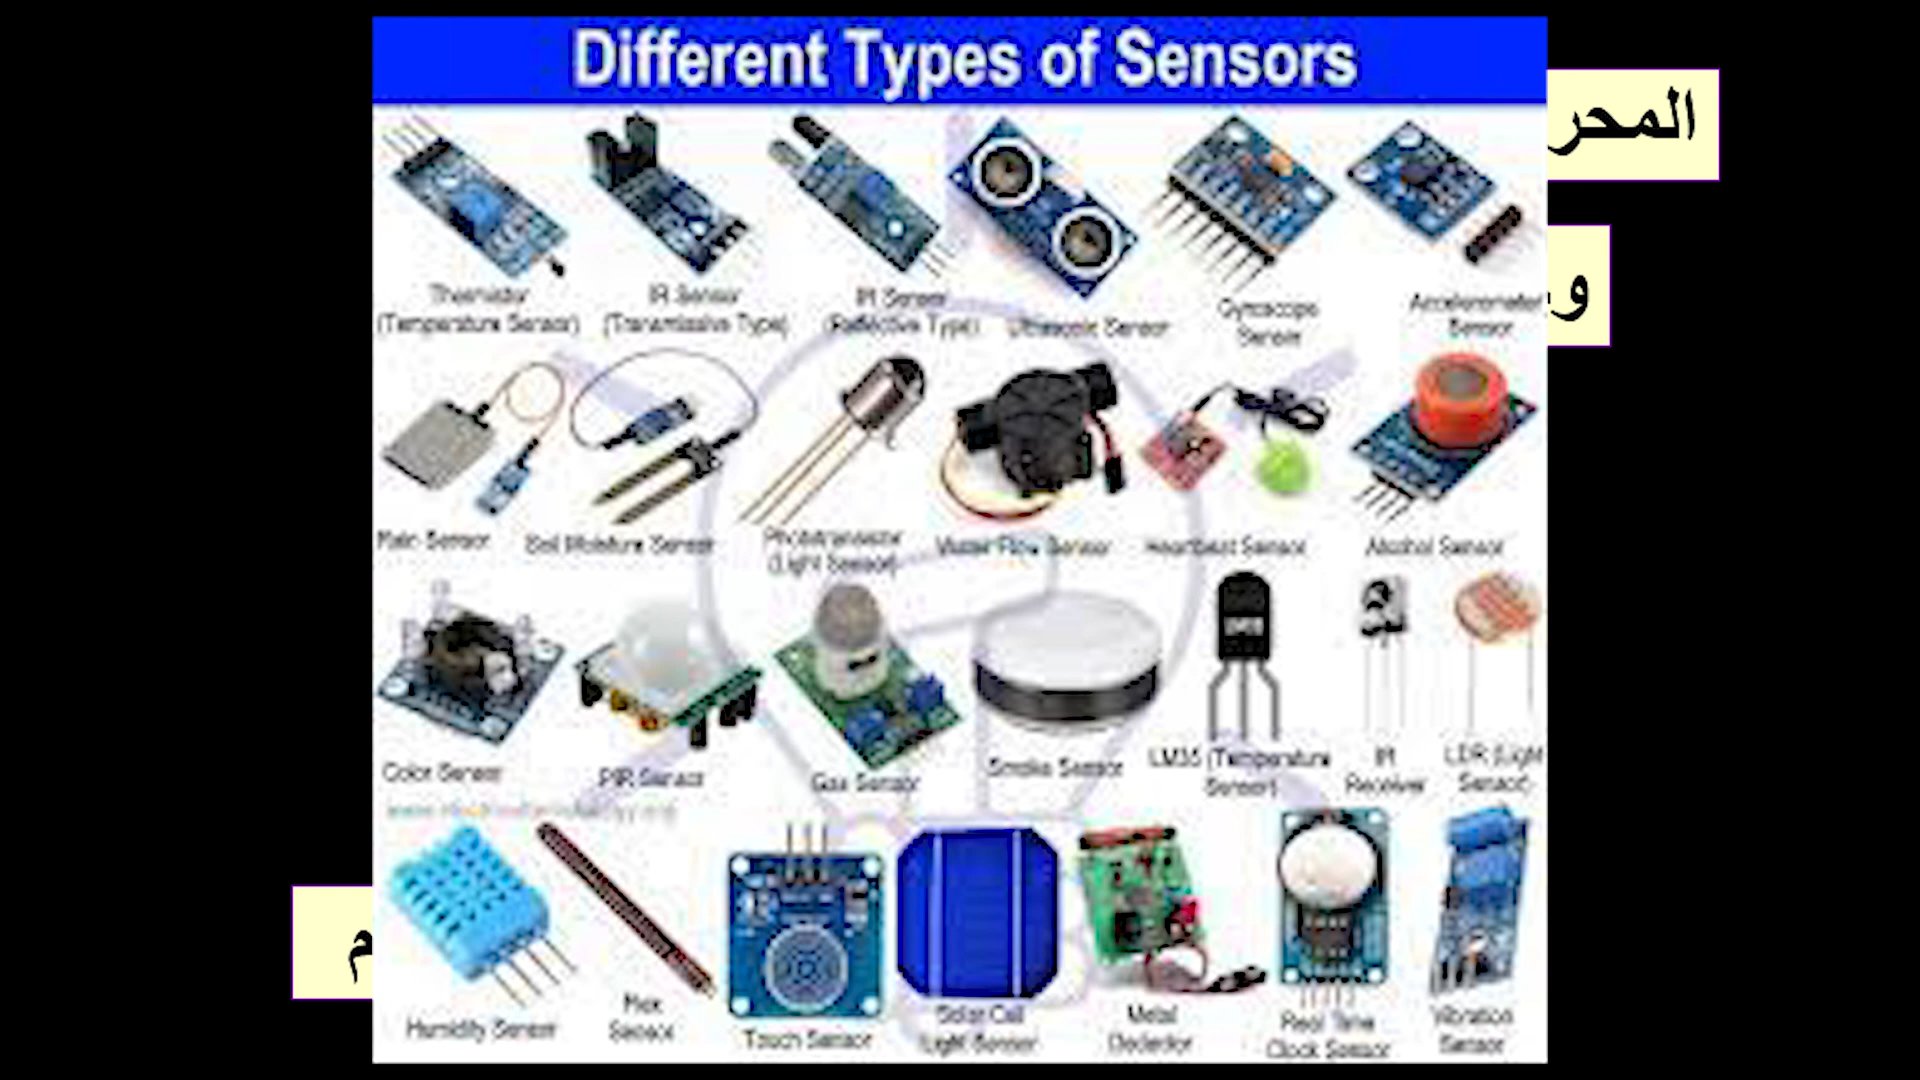 Different Types of Sensors
المحر
و
Thermistor
(Temperature Sensor)
IR Sensor
(Transmissive Type)
IR Sensor
(Reflective Type)
Ultrasonic Sensor
Gyroscope
Sensor
Accelerometer
Sensor
Rain Sensor
Soil Moisture Sensor
Phototransistor
(Light Sensor)
Water Flow Sensor
Heartbeat Sensor
Alcohol Sensor
Color Sensor
PIR Sensor
Gas Sensor
Smoke Sensor
LM35 (Temperature
Sensor)
IR
Receiver
LDR (Light
Sensor)
م
Humidity Sensor
Flex
Sensor
Touch Sensor
Solar Cell
(Light Sensor
Metal
Detector
Real Time
Clock Sensor
Vibration
Sensor